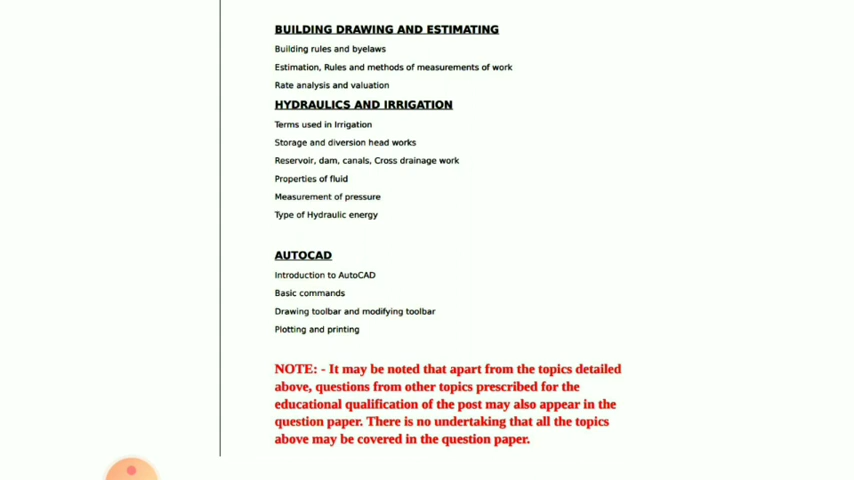 BUILDING DRAWING AND ESTIMATING
Building rules and byelaws
Estimation, Rules and methods of measurements of work
Rate analysis and valuation
HYDRAULICS AND IRRIGATION
Terms used in Irrigation
Storage and diversion head works
Reservoir, dam, canals, Cross drainage work
Properties of fluid
Measurement of pressure
Type of Hydraulic energy
AUTOCAD
Introduction to AutoCAD
Basic commands
Drawing toolbar and modifying toolbar
Plotting and printing
NOTE: - It may be noted that apart from the topics detailed
above, questions from other topics prescribed for the
educational qualification of the post may also appear in the
question paper. There is no undertaking that all the topics
above may be covered in the question paper.